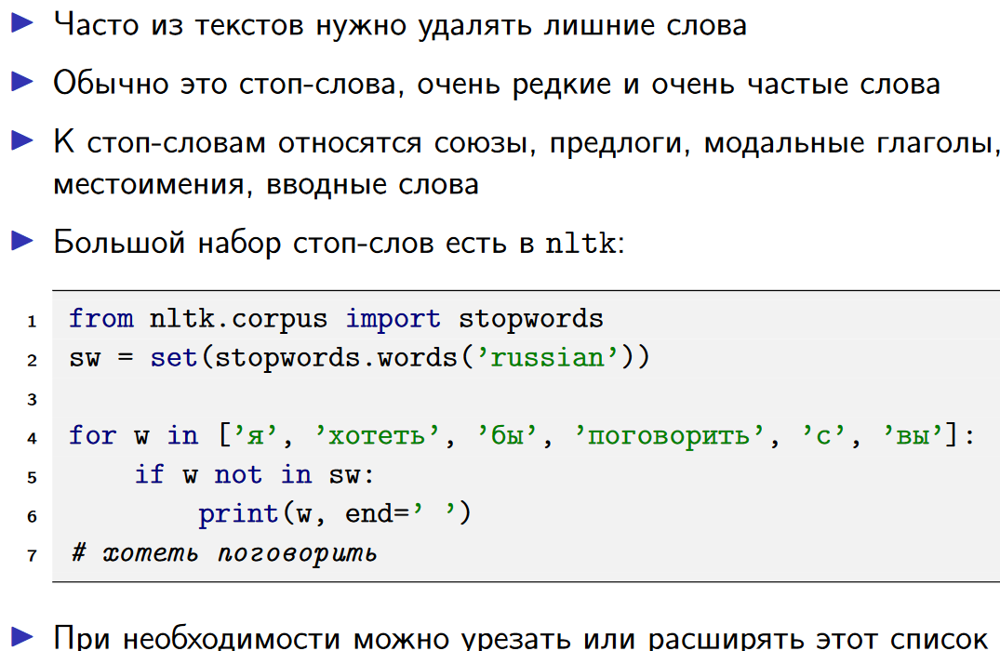 ▶ Часто из текстов нужно удалять лишние слова
▶ Обычно это стоп-слова, очень редкие и очень частые слова
▶ К стоп-словам относятся союзы, предлоги, модальные глаголы,
местоимения, вводные слова
▶ Большой набор стоп-слов есть в nltk:
1 from nltk.corpus import stopwords
2 sw = set(stopwords.words(’russian’))
3
4 for w in [’я’, ’хотеть’, ’бы’, ’поговорить’, ’с’, ’вы’]:
5     if w not in sw:
6         print(w, end=’ ’)
7 # хотеть поговорить
▶ При необходимости можно урезать или расширять этот список